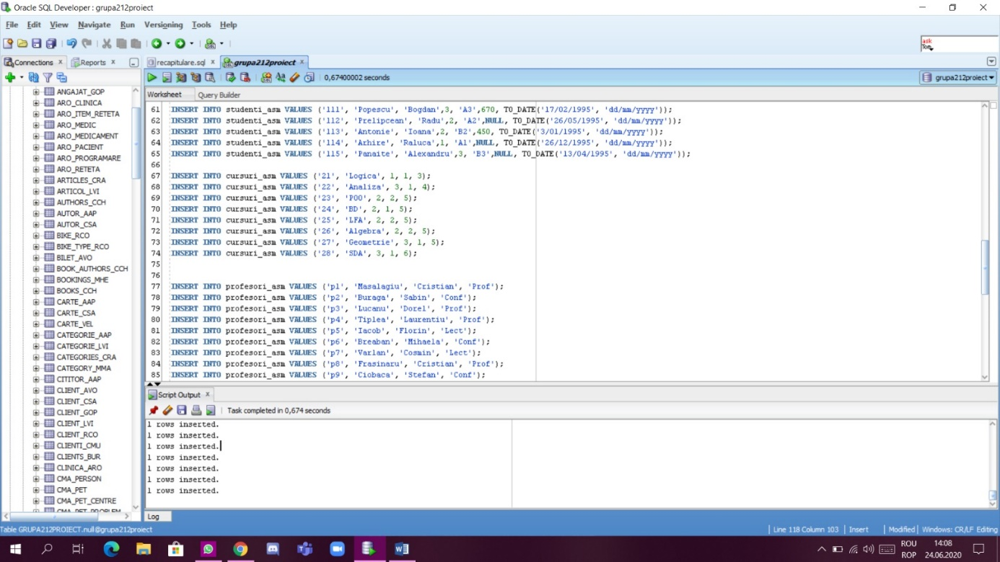 Oracle SQL Developer : grupa212proiect
File Edit View Navigate Run Versioning Tools Help
ask
Tom
Connections Reports
recapitulare.sql grupa212proiect
0,67400002 seconds grupa212proiect
Worksheet Query Builder
ANGAJAT_GOP
ARO_CLINICA
ARO_ITEM_RETETA
ARO_MEDIC
ARO_MEDICAMENT
ARO_PACIENT
ARO_PROGRAMARE
ARO_RETETA
ARTICLES_CRA
ARTICOL_LVI
AUTHORS_CCH
AUTOR_AAP
AUTOR_CSA
BIKE_RCO
BIKE_TYPE_RCO
BILET_AVO
BOOK_AUTHORS_CCH
BOOKINGS_MHE
BOOKS_CCH
CARTE_AAP
CARTE_CSA
CARTE_VEL
CATEGORIE_AAP
CATEGORIE_LVI
CATEGORIES_CRA
CATEGORY_MMA
CITITOR_AAP
CLIENT_AVO
CLIENT_CSA
CLIENT_GOP
CLIENT_LVI
CLIENT_RCO
CLIENTI_CMU
CLIENTS_BUR
CLINICA_ARO
CMA_PERSON
CMA_PET
CMA_PET_CENTRE
CMA_PET_PROBLEM
61 INSERT INTO studenti_asm VALUES ('111', 'Popescu', 'Bogdan',3, 'A3',670, TO_DATE('17/02/1995', 'dd/mm/yyyy'));
62 INSERT INTO studenti_asm VALUES ('112', 'Prelipcean', 'Radu',2, 'A2',NULL, TO_DATE('26/05/1995', 'dd/mm/yyyy'));
63 INSERT INTO studenti_asm VALUES ('113', 'Antonie', 'Ioana',2, 'B2',450, TO_DATE('3/01/1995', 'dd/mm/yyyy'));
64 INSERT INTO studenti_asm VALUES ('114', 'Arhire', 'Raluca',1, 'A1',NULL, TO_DATE('26/12/1995', 'dd/mm/yyyy'));
65 INSERT INTO studenti_asm VALUES ('115', 'Panaite', 'Alexandru',3, 'B3',NULL, TO_DATE('13/04/1995', 'dd/mm/yyyy'));
66
67 INSERT INTO cursuri_asm VALUES ('21', 'Logica', 1, 1, 3);
68 INSERT INTO cursuri_asm VALUES ('22', 'Analiza', 3, 1, 4);
69 INSERT INTO cursuri_asm VALUES ('23', 'POO', 2, 2, 5);
70 INSERT INTO cursuri_asm VALUES ('24', 'BD', 2, 1, 5);
71 INSERT INTO cursuri_asm VALUES ('25', 'LFA', 2, 2, 5);
72 INSERT INTO cursuri_asm VALUES ('26', 'Algebra', 2, 2, 5);
73 INSERT INTO cursuri_asm VALUES ('27', 'Geometrie', 3, 1, 5);
74 INSERT INTO cursuri_asm VALUES ('28', 'SDA', 3, 1, 6);
75
76
77 INSERT INTO profesori_asm VALUES ('p1', 'Masalagiu', 'Cristian', 'Prof');
78 INSERT INTO profesori_asm VALUES ('p2', 'Buraga', 'Sabin', 'Conf');
79 INSERT INTO profesori_asm VALUES ('p3', 'Lucanu', 'Dorel', 'Prof');
80 INSERT INTO profesori_asm VALUES ('p4', 'Tiplea', 'Laurentiu', 'Prof');
81 INSERT INTO profesori_asm VALUES ('p5', 'Iacob', 'Florin', 'Lect');
82 INSERT INTO profesori_asm VALUES ('p6', 'Breaban', 'Mihaela', 'Conf');
83 INSERT INTO profesori_asm VALUES ('p7', 'Varlan', 'Cosmin', 'Lect');
84 INSERT INTO profesori_asm VALUES ('p8', 'Frasinaru', 'Cristian', 'Prof');
85 INSERT INTO profesori_asm VALUES ('p9', 'Ciobaca', 'Stefan', 'Conf');
Script Output
Task completed in 0,674 seconds
1 rows inserted.
1 rows inserted.
1 rows inserted.
1 rows inserted.
1 rows inserted.
1 rows inserted.
1 rows inserted.
Log
Table GRUPA212PROIECT.null@grupa212proiect Line 118 Column 103 Insert Modified Windows: CR/LF Editing
ROU 14:08
ROP 24.06.2020